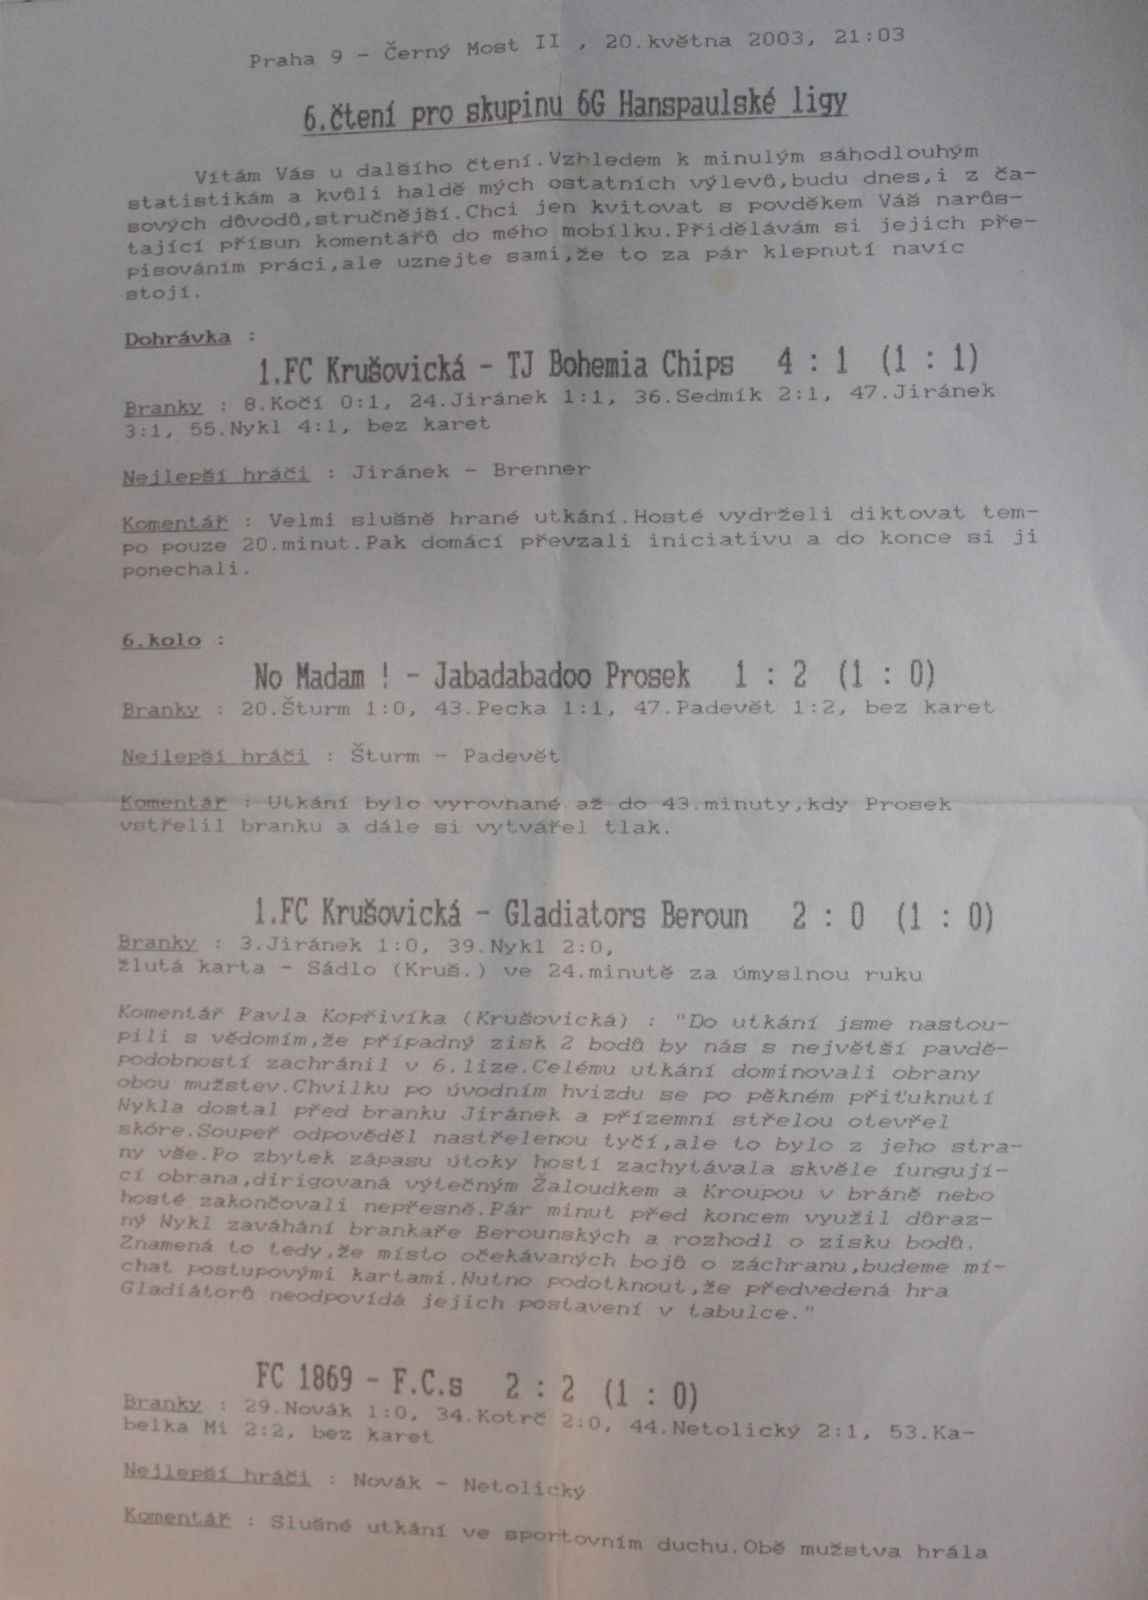 Praha 9 - Černý Most II , 20.května 2003, 21:03
6.čtení pro skupinu 6G Hanspaulské ligy
Vítám Vás u dalšího čtení.Vzhledem k minulým sáhodlouhým
statistikám a kvůli haldě mých ostatních výlevů,budu dnes,i z ča-
sových důvodů,stručnější.Chci jen kvitovat s povděkem Váš narůs-
tající přísun komentářů do mého mobílku.Přidělávám si jejich pře-
pisováním práci,ale uznejte sami,že to za pár klepnutí navíc
stojí.
Dohrávka :
1.FC Krušovická - TJ Bohemia Chips 4 : 1 (1 : 1)
Branky : 8.Kočí 0:1, 24.Jiránek 1:1, 36.Sedmík 2:1, 47.Jiránek
3:1, 55.Nykl 4:1, bez karet
Nejlepší hráči : Jiránek - Brenner
Komentář : Velmi slušně hrané utkání.Hosté vydrželi diktovat tem-
po pouze 20.minut.Pak domácí převzali iniciativu a do konce si ji
ponechali.
6.kolo :
No Madam ! - Jabadabadoo Prosek 1 : 2 (1 : 0)
Branky : 20.Šturm 1:0, 43.Pecka 1:1, 47.Padevět 1:2, bez karet
Nejlepší hráči : Šturm - Padevět
Komentář : Utkání bylo vyrovnané až do 43.minuty,kdy Prosek
vstřelil branku a dále si vytvářel tlak.
1.FC Krušovická - Gladiators Beroun 2 : 0 (1 : 0)
Branky : 3.Jiránek 1:0, 39.Nykl 2:0,
žlutá karta - Sádlo (Kruš.) ve 24.minutě za úmyslnou ruku
Komentář Pavla Kopřivíka (Krušovická) : "Do utkání jsme nastou-
pili s vědomím,že případný zisk 2 bodů by nás s největší pavdě-
podobností zachránil v 6.lize.Celému utkání dominovali obrany
obou mužstev.Chvilku po úvodním hvizdu se po pěkném přiťuknutí
Nykla dostal před branku Jiránek a přízemní střelou otevřel
skóre.Soupeř odpověděl nastřelenou tyčí,ale to bylo z jeho stra-
ny vše.Po zbytek zápasu útoky hostí zachytávala skvěle fungují-
cí obrana,dirigovaná výtečným Žaloudkem a Kroupou v bráně nebo
hosté zakončovali nepřesně.Pár minut před koncem využil důraz-
ný Nykl zaváhání brankaře Berounských a rozhodl o zisku bodů.
Znamená to tedy,že místo očekávaných bojů o záchranu,budeme mí-
chat postupovými kartami.Nutno podotknout,že předvedená hra
Gladiátorů neodpovídá jejich postavení v tabulce."
FC 1869 - F.C.s 2 : 2 (1 : 0)
Branky : 29.Novák 1:0, 34.Kotrč 2:0, 44.Netolický 2:1, 53.Ka-
belka Mi 2:2, bez karet
Nejlepší hráči : Novák - Netolický
Komentář : Slušné utkání ve sportovním duchu.Obě mužstva hrála